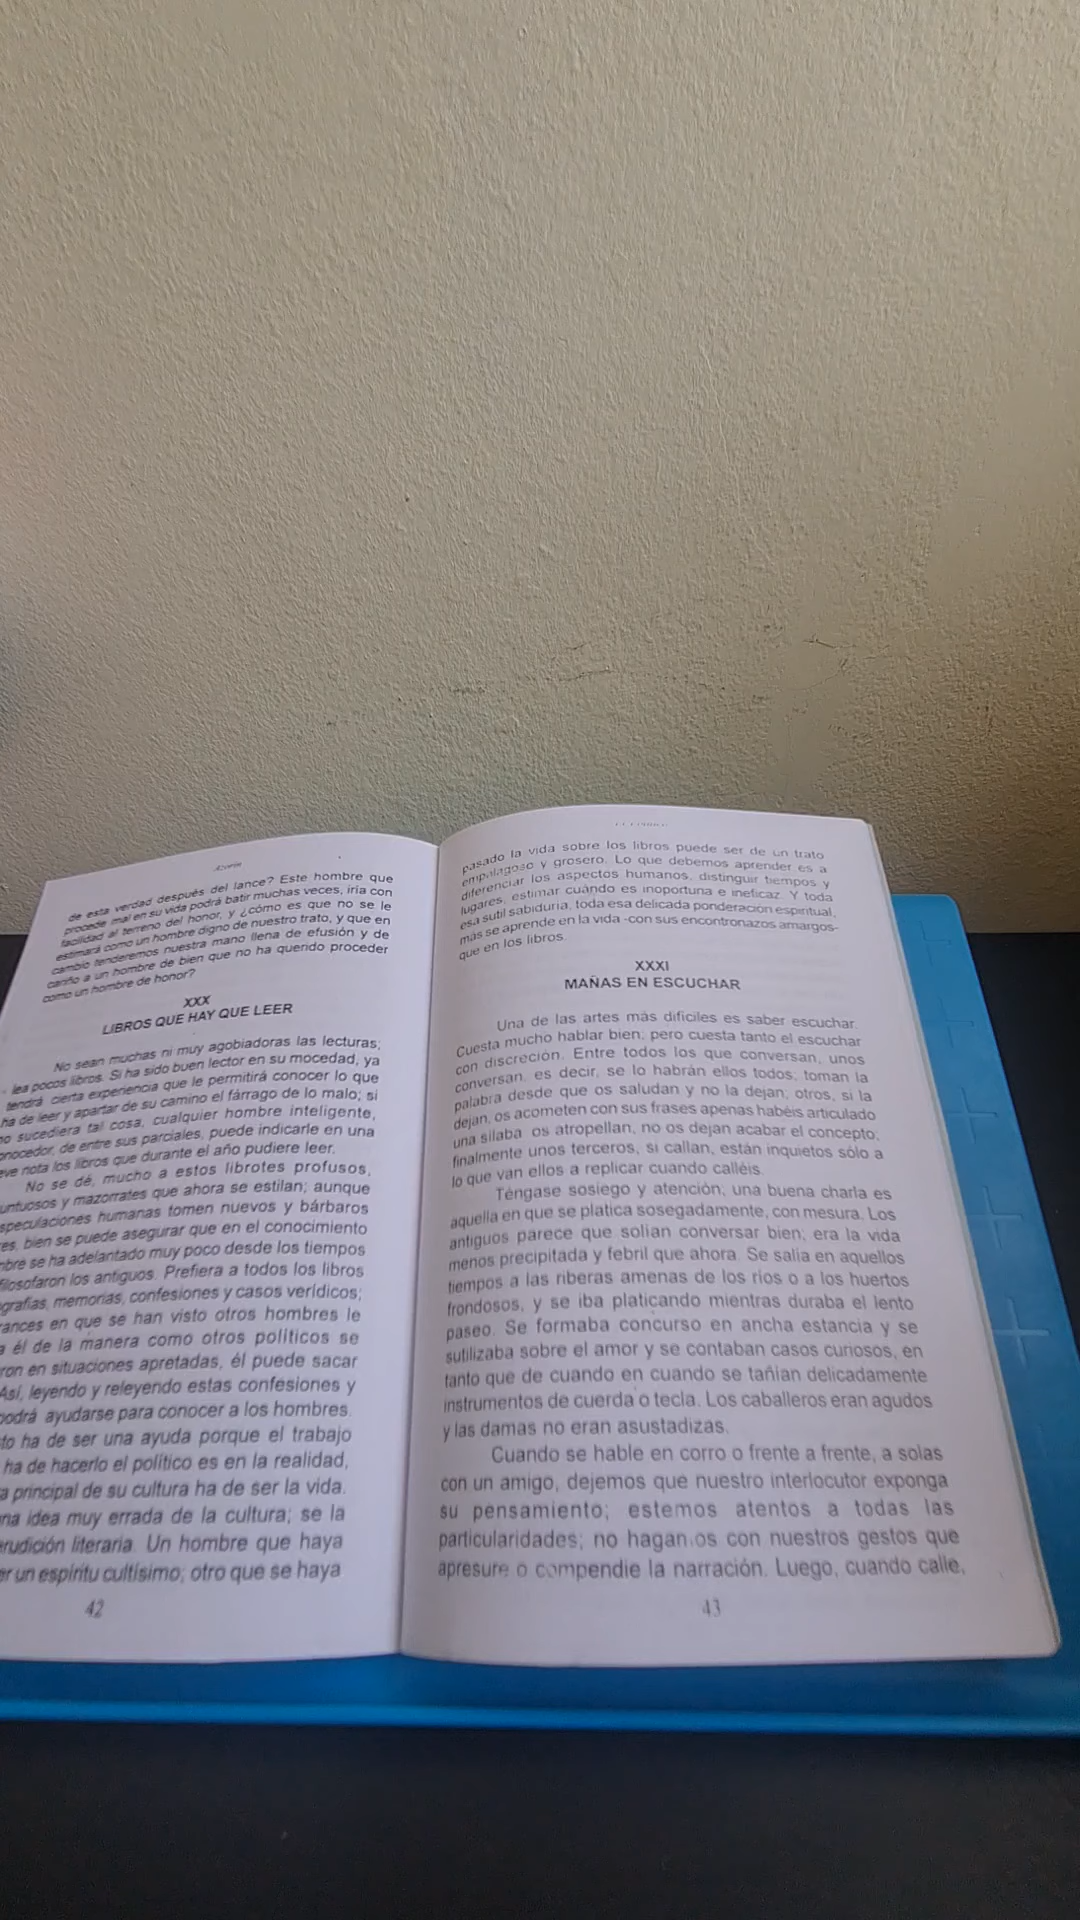 Azorín
de esta verdad después del lance? Este hombre que
procede mal en su vida podrá batir muchas veces, iría con
facilidad al terreno del honor, y ¿cómo es que no se le
estimará como un hombre digno de nuestro trato, y que en
cambio tenderemos nuestra mano llena de efusión y de
cariño a un hombre de bien que no ha querido proceder
como un hombre de honor?
XXX
LIBROS QUE HAY QUE LEER
No sean muchas ni muy agobiadoras las lecturas;
lea pocos libros. Si ha sido buen lector en su mocedad, ya
tendrá cierta experiencia que le permitirá conocer lo que
ha de leer y apartar de su camino el fárrago de lo malo; si
no sucediera tal cosa, cualquier hombre inteligente,
onocedor, de entre sus parciales, puede indicarle en una
eve nota los libros que durante el año pudiere leer.
No se dé, mucho a estos librotes profusos,
untuosos y mazorrales que ahora se estilan; aunque
speculaciones humanas tomen nuevos y bárbaros
es, bien se puede asegurar que en el conocimiento
mbre se ha adelantado muy poco desde los tiempos
filosofaron los antiguos. Prefiera a todos los libros
ografías, memorias, confesiones y casos verídicos;
rances en que se han visto otros hombres le
a él de la manera como otros políticos se
ron en situaciones apretadas, él puede sacar
Así, leyendo y releyendo estas confesiones y
podrá ayudarse para conocer a los hombres.
to ha de ser una ayuda porque el trabajo
ha de hacerlo el político es en la realidad,
a principal de su cultura ha de ser la vida.
na idea muy errada de la cultura; se la
erudición literaria. Un hombre que haya
er un espíritu cultísimo; otro que se haya
42
pasado la vida sobre los libros puede ser de un trato
empalagoso y grosero. Lo que debemos aprender es a
diferenciar los aspectos humanos, distinguir tiempos y
lugares, estimar cuándo es inoportuna e ineficaz. Y toda
esa sutil sabiduría, toda esa delicada ponderación espiritual,
más se aprende en la vida -con sus encontronazos amargos-
que en los libros.
XXXI
MAÑAS EN ESCUCHAR
Una de las artes más difíciles es saber escuchar.
Cuesta mucho hablar bien; pero cuesta tanto el escuchar
con discreción. Entre todos los que conversan, unos
conversan, es decir, se lo habrán ellos todos; toman la
palabra desde que os saludan y no la dejan; otros, si la
dejan, os acometen con sus frases apenas habéis articulado
una sílaba os atropellan, no os dejan acabar el concepto;
finalmente unos terceros, si callan, están inquietos sólo a
lo que van ellos a replicar cuando calléis.
Téngase sosiego y atención; una buena charla es
aquella en que se platica sosegadamente, con mesura. Los
antiguos parece que solían conversar bien; era la vida
menos precipitada y febril que ahora. Se salía en aquellos
tiempos a las riberas amenas de los ríos o a los huertos
frondosos, y se iba platicando mientras duraba el lento
paseo. Se formaba concurso en ancha estancia y se
sutilizaba sobre el amor y se contaban casos curiosos, en
tanto que de cuando en cuando se tañían delicadamente
instrumentos de cuerda o tecla. Los caballeros eran agudos
y las damas no eran asustadizas.
Cuando se hable en corro o frente a frente, a solas
con un amigo, dejemos que nuestro interlocutor exponga
su pensamiento; estemos atentos a todas las
particularidades; no hagamos con nuestros gestos que
apresure o compendie la narración. Luego, cuando calle,
43